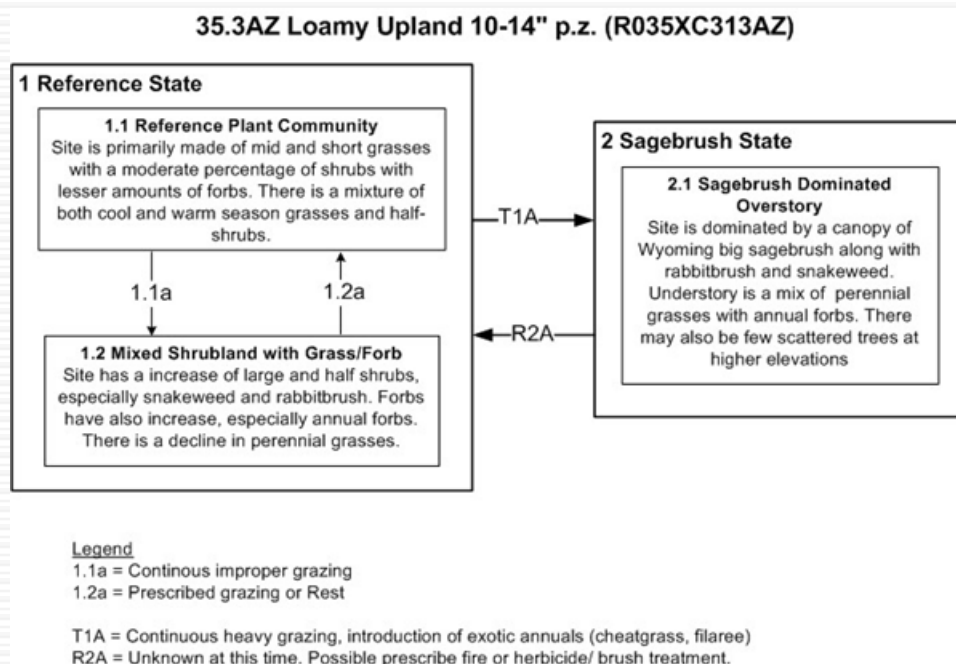 35.3AZ Loamy Upland 10-14" p.z. (R035XC313AZ)
1 Reference State
1.1 Reference Plant Community
Site is primarily made of mid and short grasses
with a moderate percentage of shrubs with
lesser amounts of forbs. There is a mixture of
both cool and warm season grasses and half-
shrubs.
1.1a
1.2a
1.2 Mixed Shrubland with Grass/Forb
Site has a increase of large and half shrubs,
especially snakeweed and rabbitbrush. Forbs
have also increase, especially annual forbs.
There is a decline in perennial grasses.
T1A
R2A
2 Sagebrush State
2.1 Sagebrush Dominated
Overstory
Site is dominated by a canopy of
Wyoming big sagebrush along with
rabbitbrush and snakeweed.
Understory is a mix of perennial
grasses with annual forbs. There
may also be few scattered trees at
higher elevations
Legend
1.1a = Continous improper grazing
1.2a = Prescribed grazing or Rest
T1A = Continuous heavy grazing, introduction of exotic annuals (cheatgrass, filaree)
R2A = Unknown at this time. Possible prescribe fire or herbicide/ brush treatment.